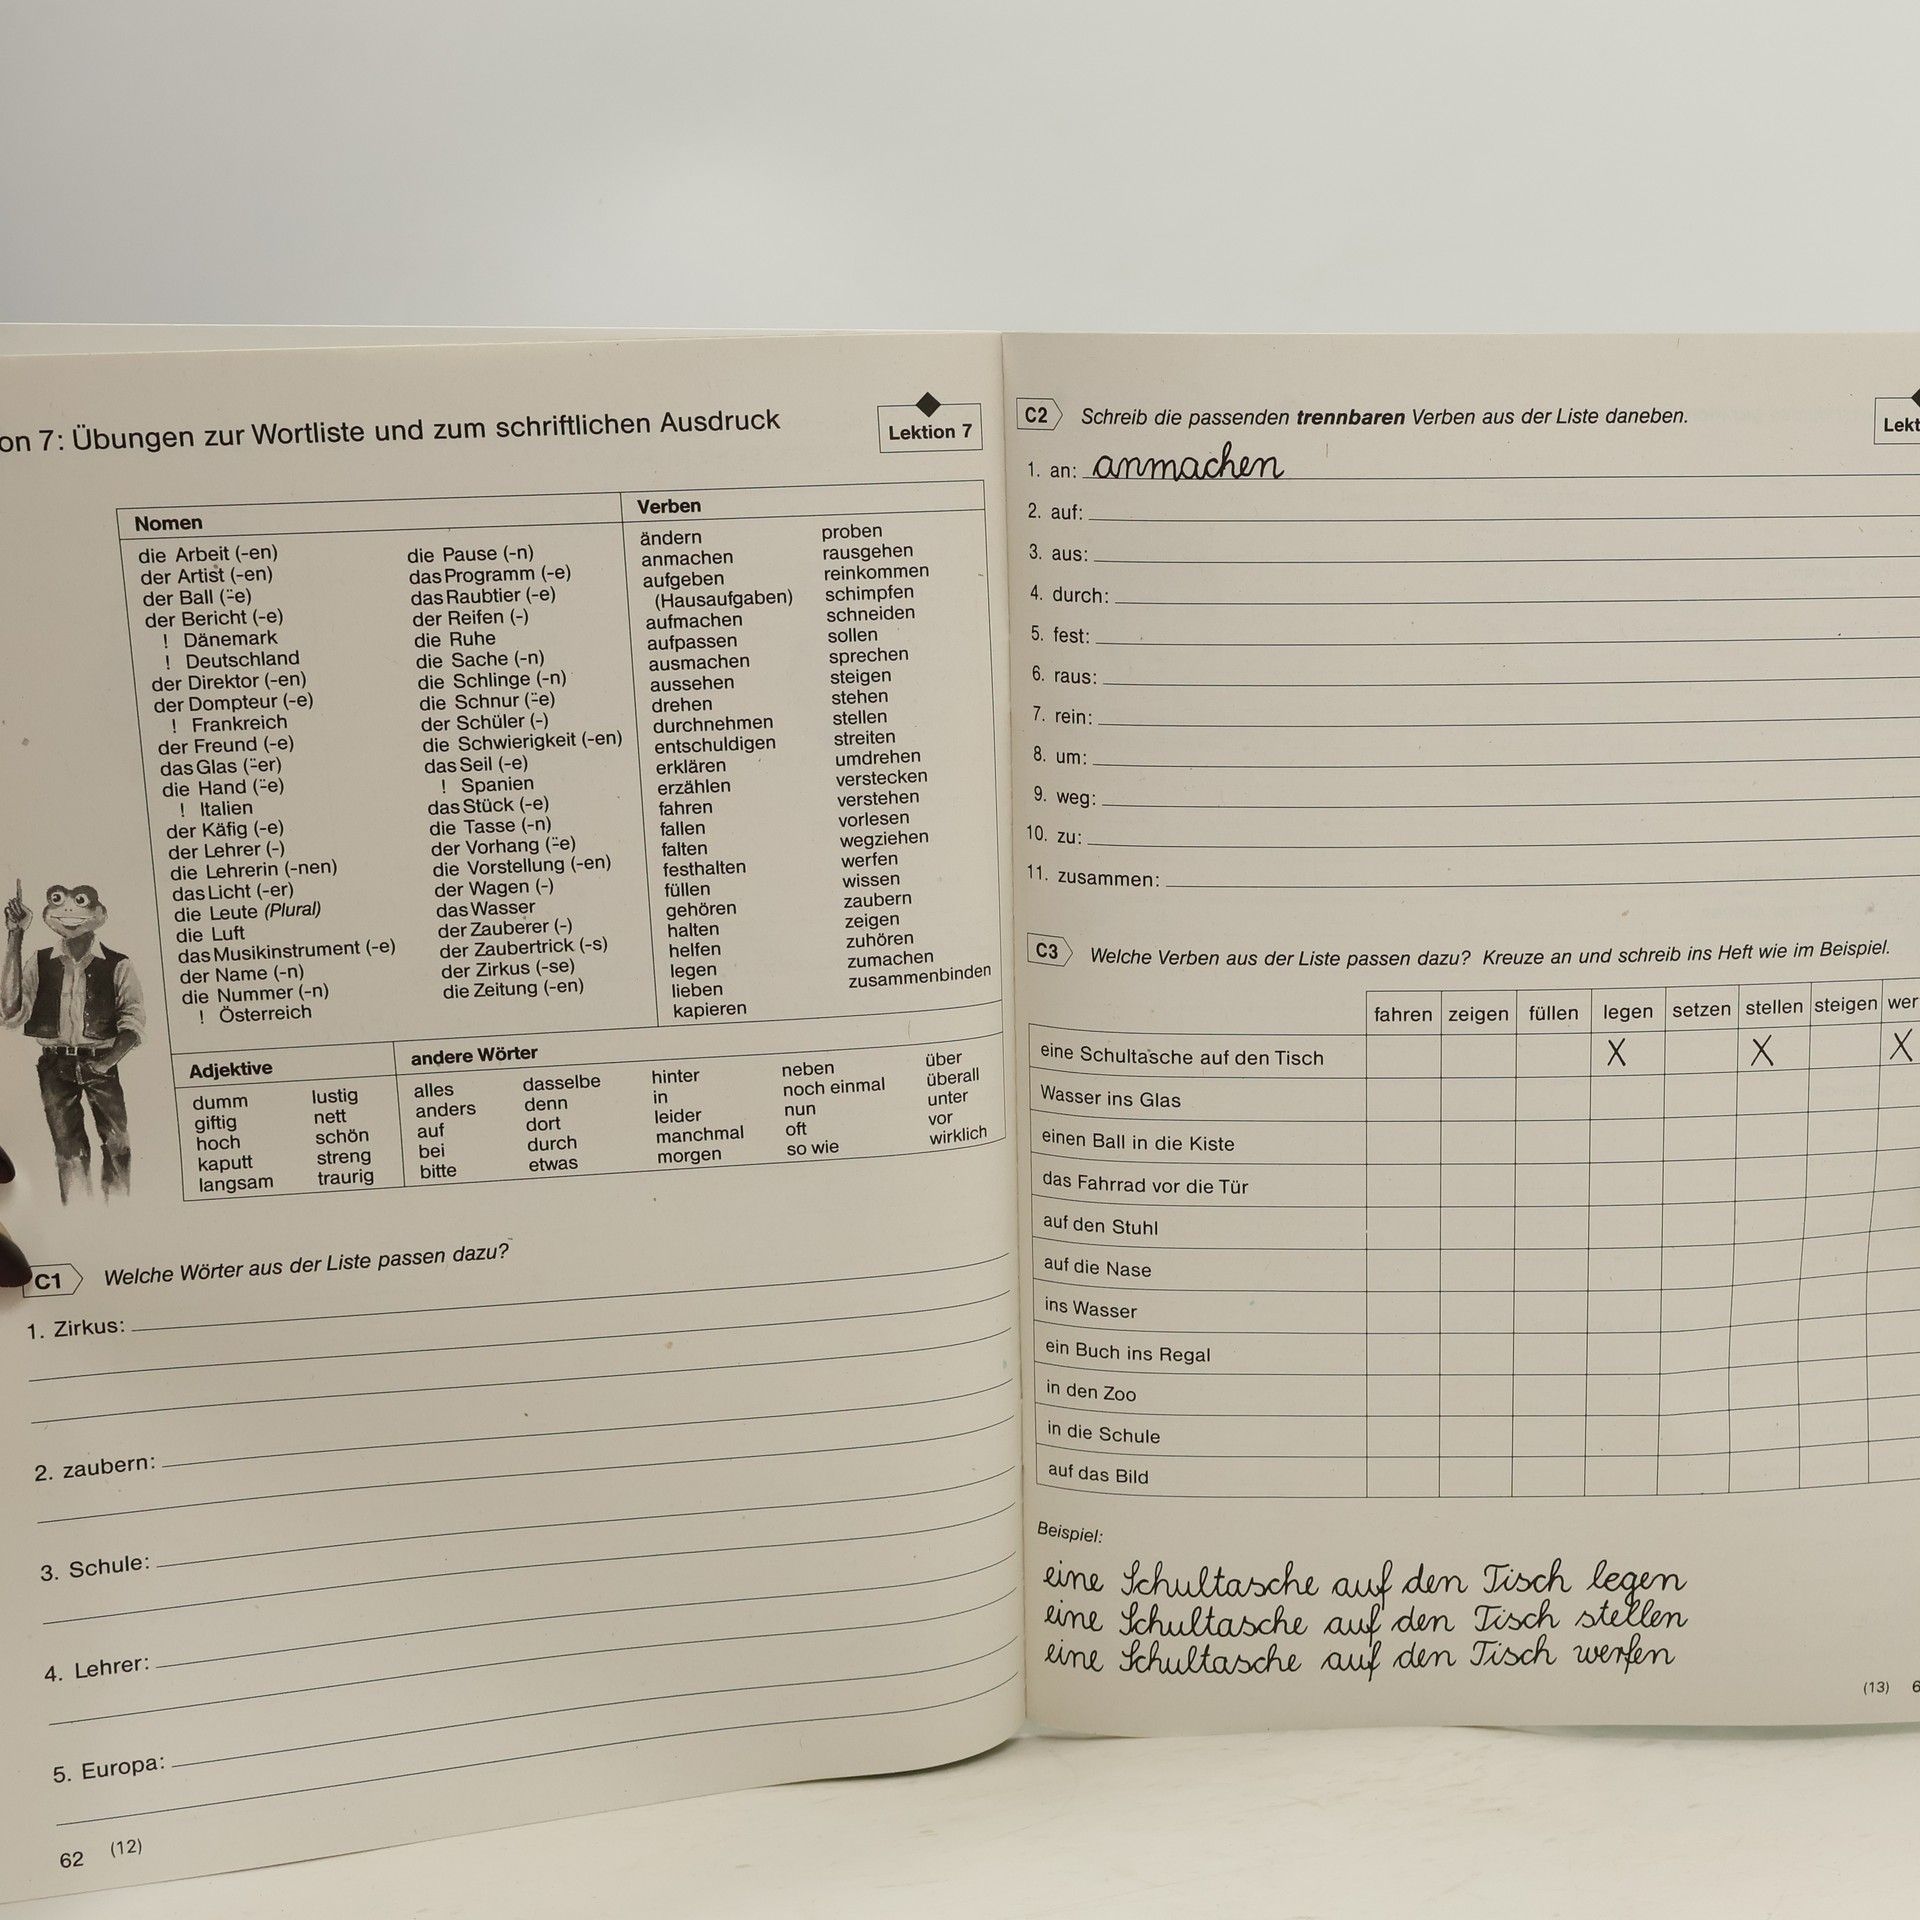 on 7: Übungen zur Wortliste und zum schriftlichen Ausdruck
Lektion 7
Nomen
die Arbeit (-en)
der Artist (-en)
der Ball (⸚e)
der Bericht (-e)
! Dänemark
! Deutschland
der Direktor (-en)
der Dompteur (-e)
! Frankreich
der Freund (-e)
das Glas (⸚er)
die Hand (⸚e)
! Italien
der Käfig (-e)
der Lehrer (-)
die Lehrerin (-nen)
das Licht (-er)
die Leute (Plural)
die Luft
das Musikinstrument (-e)
der Name (-n)
die Nummer (-n)
! Österreich
die Pause (-n)
das Programm (-e)
das Raubtier (-e)
der Reifen (-)
die Ruhe
die Sache (-n)
die Schlinge (-n)
die Schnur (⸚e)
der Schüler (-)
die Schwierigkeit (-en)
das Seil (-e)
! Spanien
das Stück (-e)
die Tasse (-n)
der Vorhang (⸚e)
die Vorstellung (-en)
der Wagen (-)
das Wasser
der Zauberer (-)
der Zaubertrick (-s)
der Zirkus (-se)
die Zeitung (-en)
Verben
ändern
anmachen
aufgeben
(Hausaufgaben)
aufmachen
aufpassen
ausmachen
aussehen
drehen
durchnehmen
entschuldigen
erklären
erzählen
fahren
fallen
falten
festhalten
füllen
gehören
halten
helfen
legen
lieben
kapieren
proben
rausgehen
reinkommen
schimpfen
schneiden
sollen
sprechen
steigen
stehen
stellen
streiten
umdrehen
verstecken
verstehen
vorlesen
wegziehen
werfen
wissen
zaubern
zeigen
zuhören
zumachen
zusammenbinden
Adjektive
dumm
giftig
hoch
kaputt
langsam
lustig
nett
schön
streng
traurig
andere Wörter
alles
anders
auf
bei
bitte
dasselbe
denn
dort
durch
etwas
hinter
in
leider
manchmal
morgen
neben
noch einmal
nun
oft
so wie
über
überall
unter
vor
wirklich
C1 Welche Wörter aus der Liste passen dazu?
1. Zirkus:
2. zaubern:
3. Schule:
4. Lehrer:
5. Europa:
62 (12)
C2 Schreib die passenden trennbaren Verben aus der Liste daneben.
Lekt
1. an: anmachen
2. auf:
3. aus:
4. durch:
5. fest:
6. raus:
7. rein:
8. um:
9. weg:
10. zu:
11. zusammen:
C3 Welche Verben aus der Liste passen dazu? Kreuze an und schreib ins Heft wie im Beispiel.
fahren zeigen füllen legen setzen stellen steigen wer
eine Schultasche auf den Tisch X X X
Wasser ins Glas
einen Ball in die Kiste
das Fahrrad vor die Tür
auf den Stuhl
auf die Nase
ins Wasser
ein Buch ins Regal
in den Zoo
in die Schule
auf das Bild
Beispiel:
eine Schultasche auf den Tisch legen
eine Schultasche auf den Tisch stellen
eine Schultasche auf den Tisch werfen
(13) 6